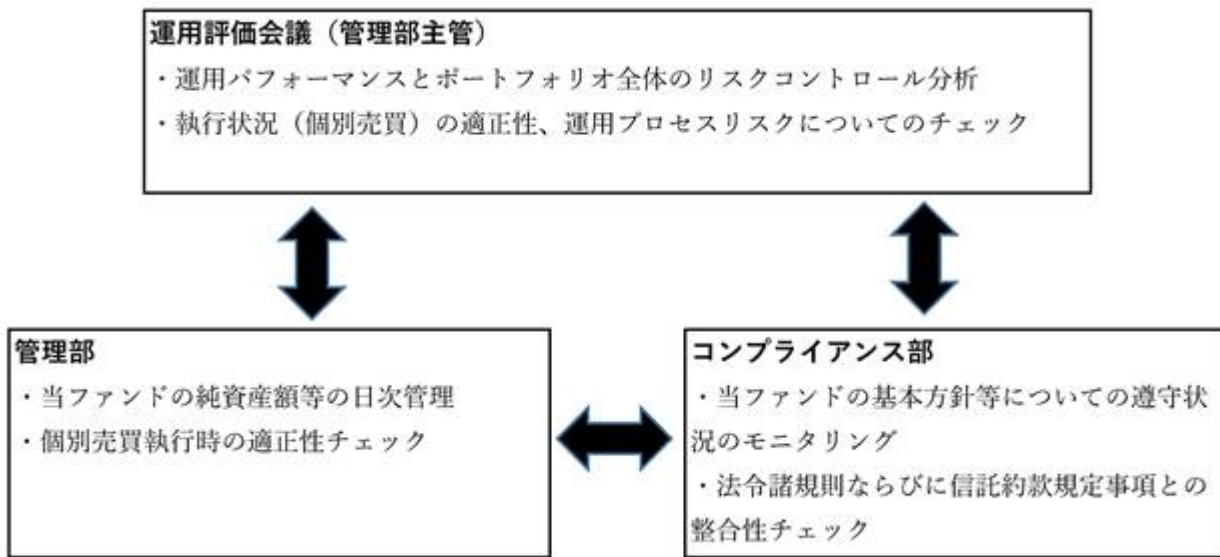 運用評価会議（管理部主管）
・運用パフォーマンスとポートフォリオ全体のリスクコントロール分析
・執行状況（個別売買）の適正性、運用プロセスリスクについてのチェック
管理部
・当ファンドの純資産額等の日次管理
・個別売買執行時の適正性チェック
コンプライアンス部
・当ファンドの基本方針等についての遵守状
況のモニタリング
・法令諸規則ならびに信託約款規定事項との
整合性チェック